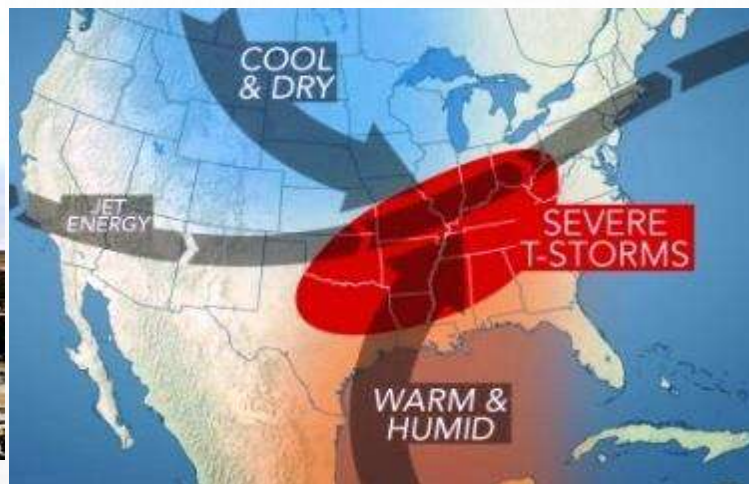 COOL
& DRY
JET
ENERGY
SEVERE
T-STORMS
WARM &
HUMID